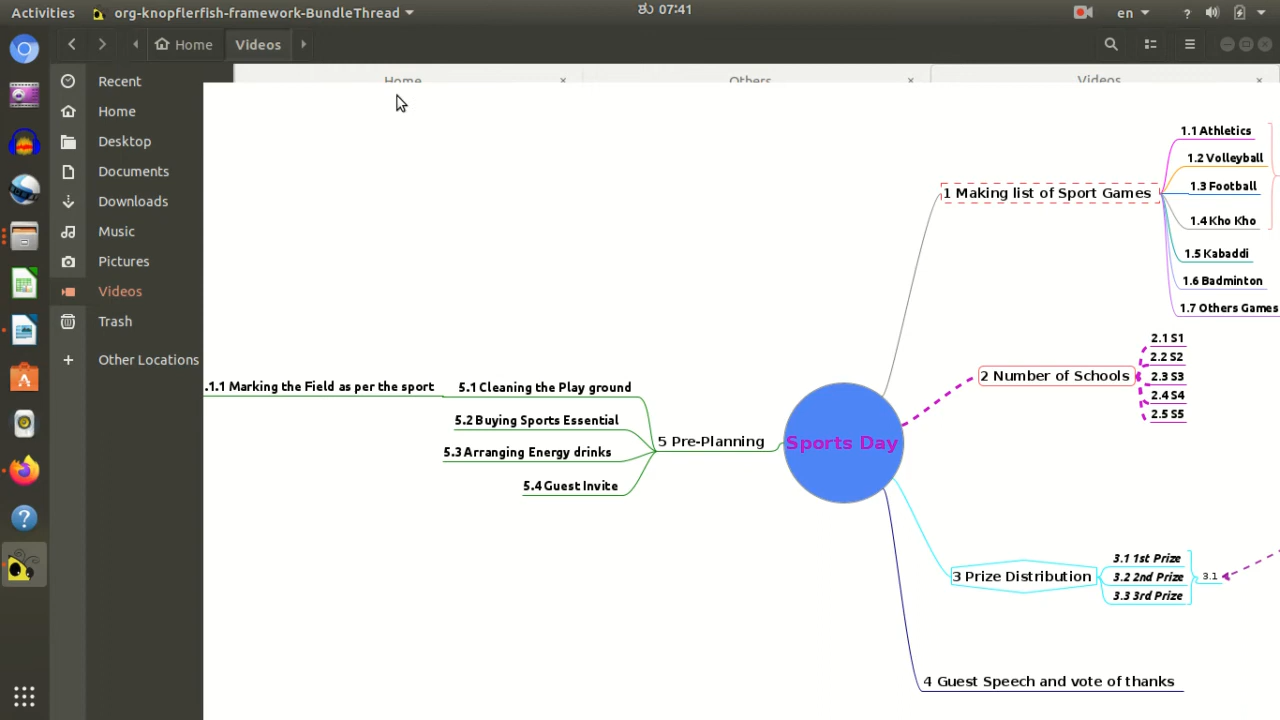 Activities
org-knopflerfish-framework-BundleThread
07:41
en
Home
Videos
Recent
Home
Desktop
Documents
Downloads
Music
Pictures
Videos
Trash
Other Locations
Home
Others
Videos
1 Making list of Sport Games
1.1 Athletics
1.2 Volleyball
1.3 Football
1.4 Kho Kho
1.5 Kabaddi
1.6 Badminton
1.7 Others Games
2 Number of Schools
2.1 S1
2.2 S2
2.3 S3
2.4 S4
2.5 S5
.1.1 Marking the Field as per the sport
5.1 Cleaning the Play ground
5.2 Buying Sports Essential
5.3 Arranging Energy drinks
5.4 Guest Invite
5 Pre-Planning
Sports Day
3 Prize Distribution
3.1 1st Prize
3.2 2nd Prize
3.3 3rd Prize
3.1
4 Guest Speech and vote of thanks